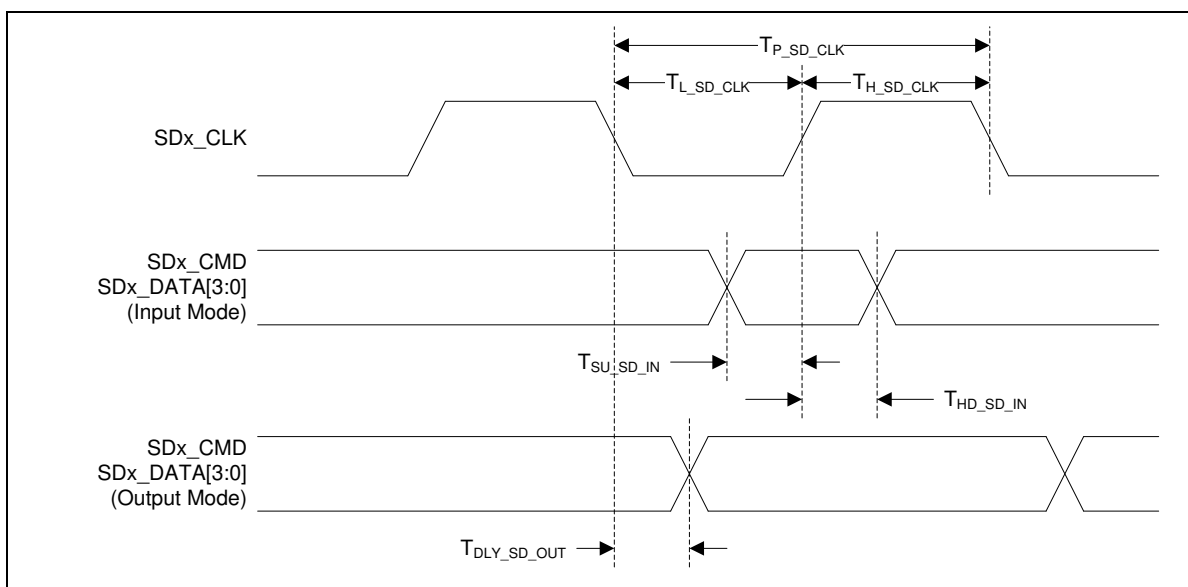 T_P_SD_CLK
T_L_SD_CLK
T_H_SD_CLK
SDx_CLK
SDx_CMD
SDx_DATA[3:0]
(Input Mode)
T_SU_SD_IN
T_HD_SD_IN
SDx_CMD
SDx_DATA[3:0]
(Output Mode)
T_DLY_SD_OUT